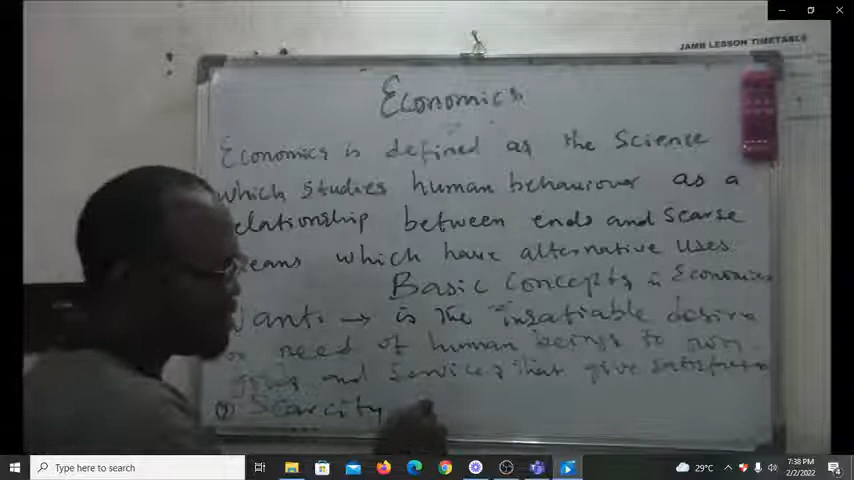 JAMB LESSON TIMETABLE
Economics
Economics is defined as the Science
which studies human behaviour as a
relationship between ends and Scarse
means which have alternative uses
Basic Concepts in Economics
Wants → is the insatiable desire
or need of human beings to own
goods and services that give satisfaction
Scarcity
Type here to search
29°C
7:38 PM
2/2/2022